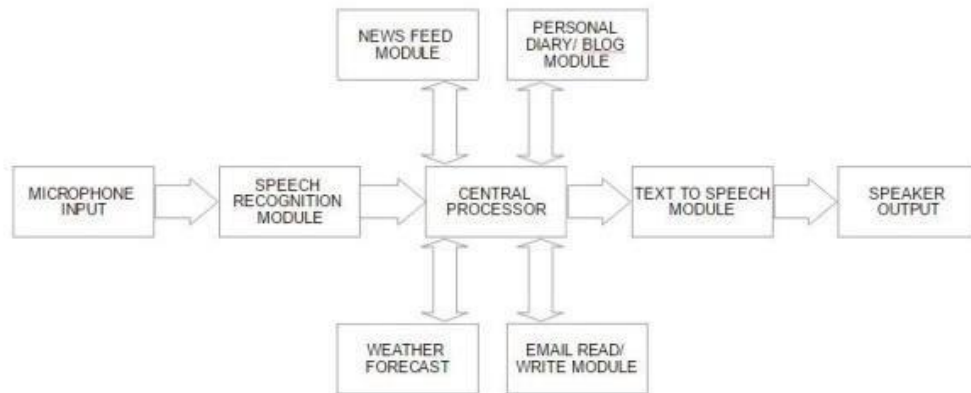 NEWS FEED
MODULE
PERSONAL
DIARY/ BLOG
MODULE
MICROPHONE
INPUT
SPEECH
RECOGNITION
MODULE
CENTRAL
PROCESSOR
TEXT TO SPEECH
MODULE
SPEAKER
OUTPUT
WEATHER
FORECAST
EMAIL READ/
WRITE MODULE